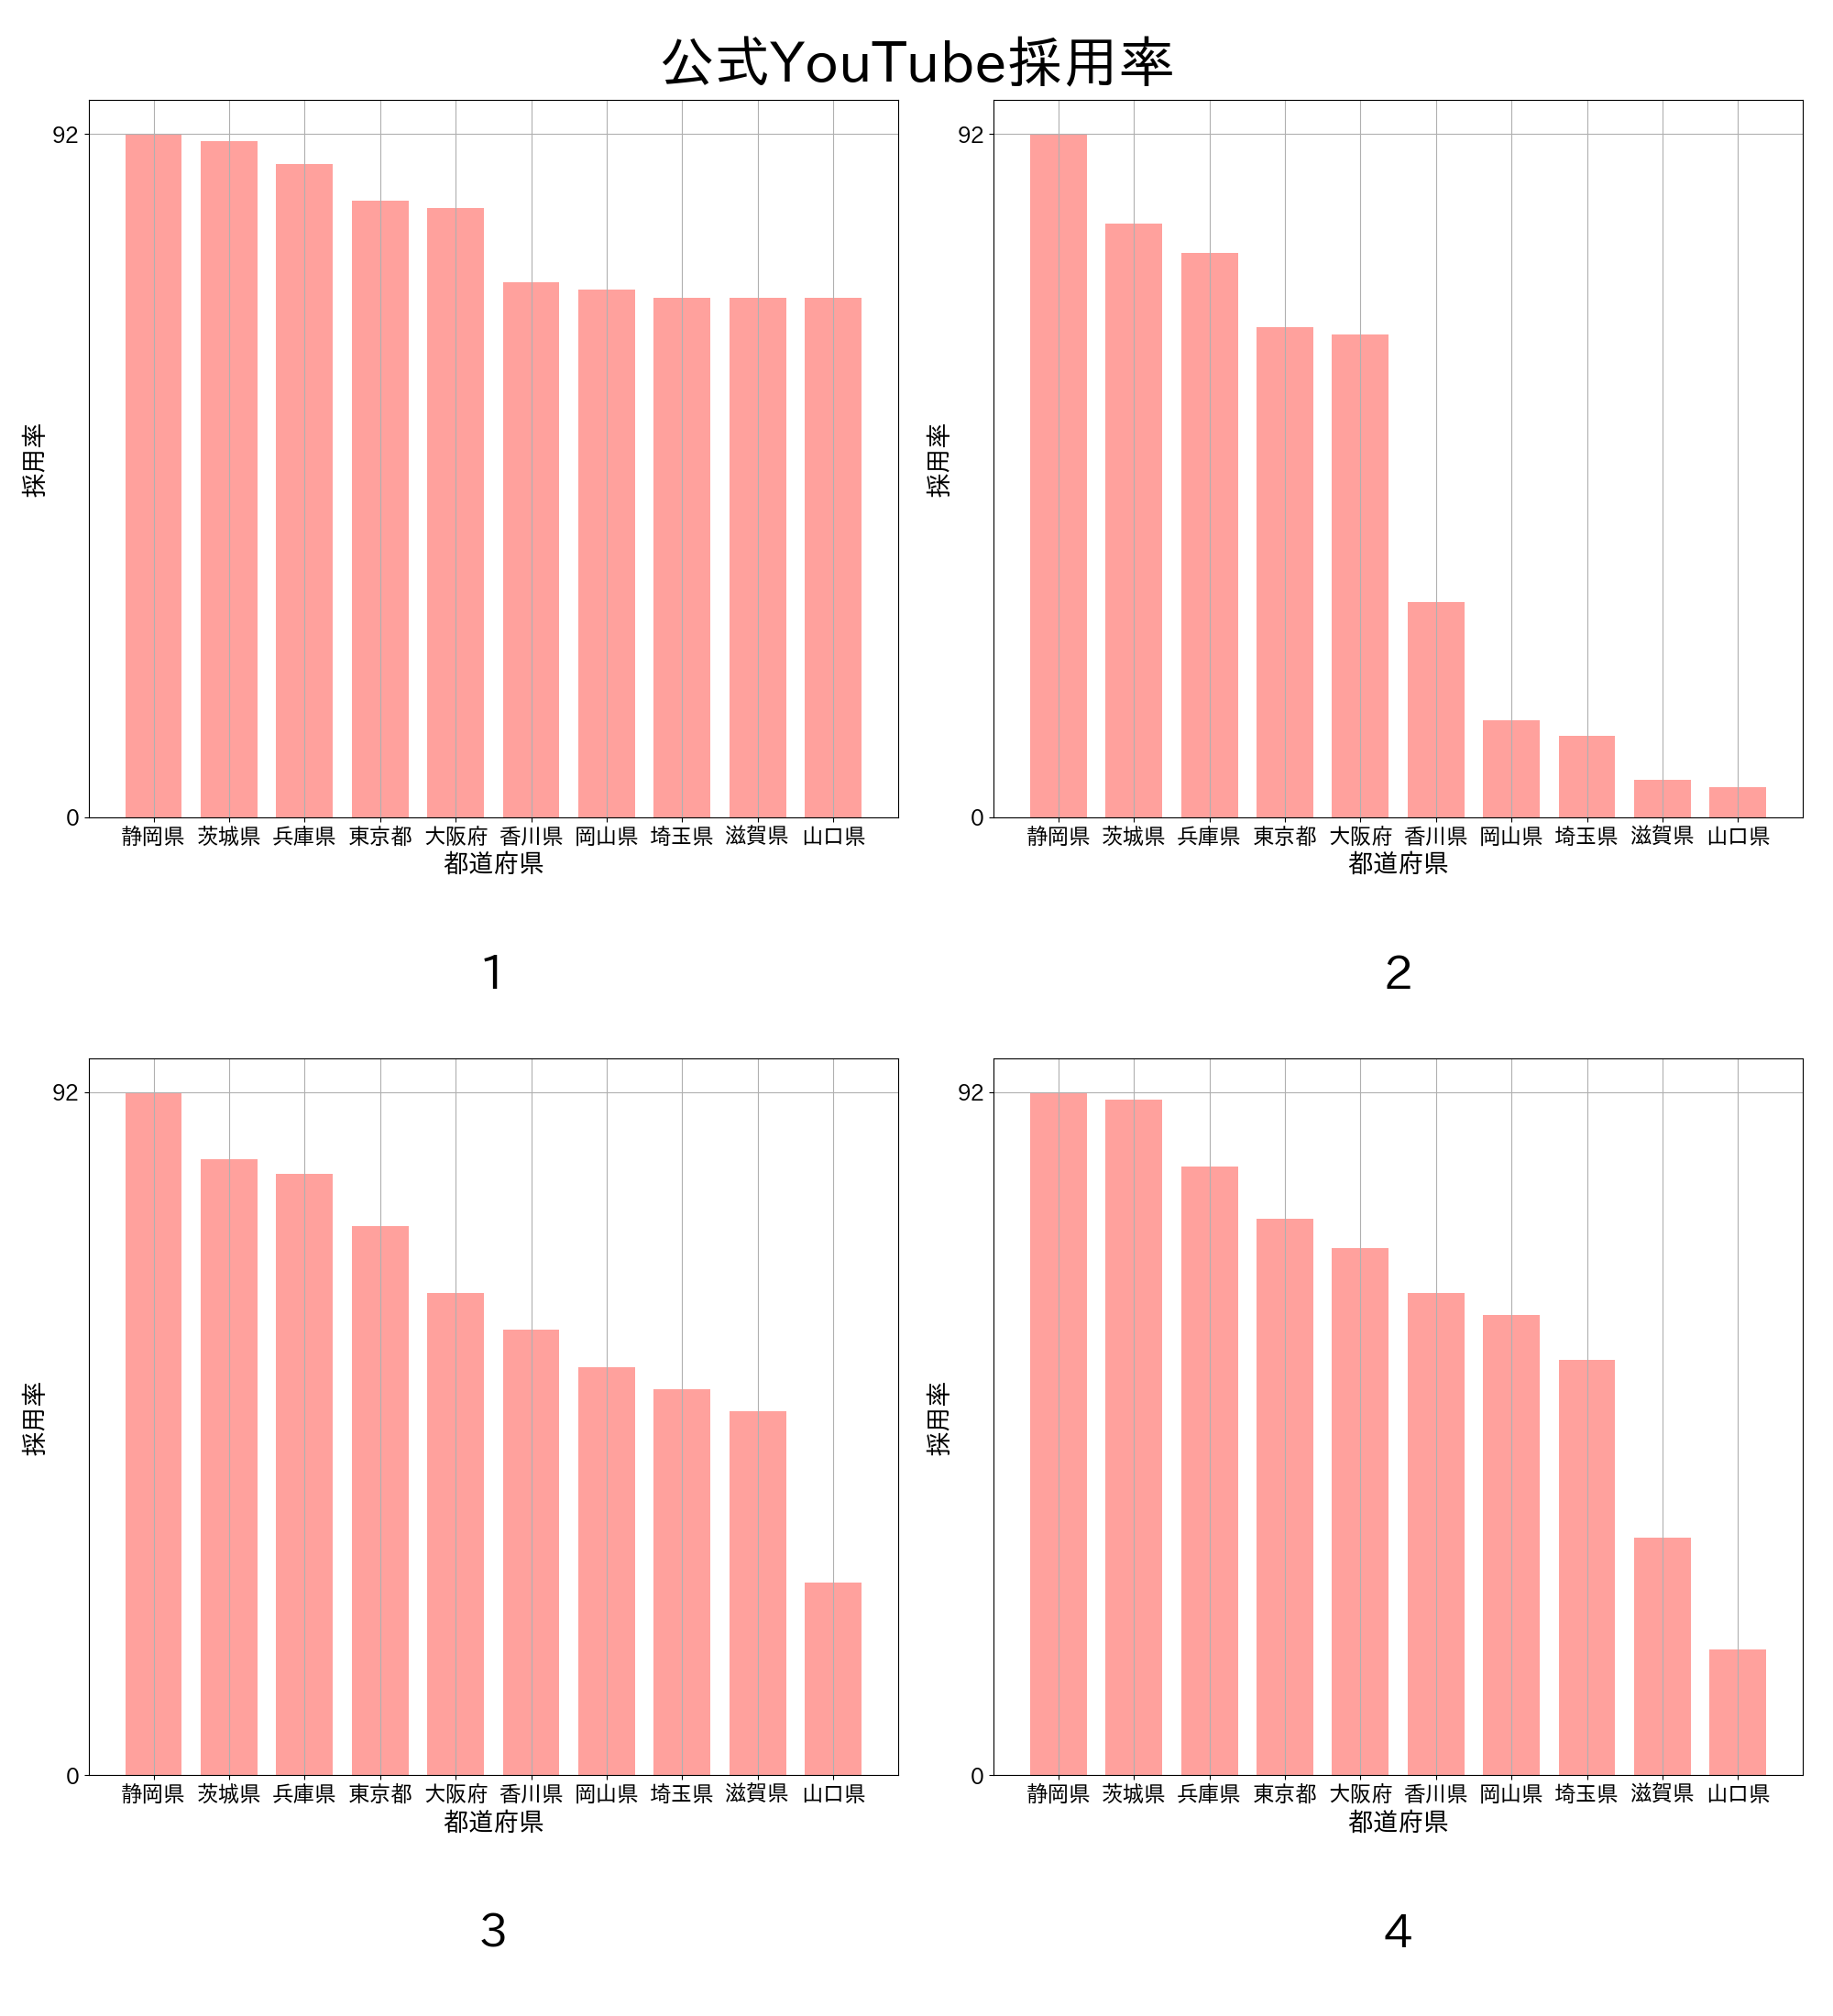 公式YouTube採用率
92
採用率
0
静岡県 茨城県 兵庫県 東京都 大阪府 香川県 岡山県 埼玉県 滋賀県 山口県
都道府県
1
92
採用率
0
静岡県 茨城県 兵庫県 東京都 大阪府 香川県 岡山県 埼玉県 滋賀県 山口県
都道府県
2
92
採用率
0
静岡県 茨城県 兵庫県 東京都 大阪府 香川県 岡山県 埼玉県 滋賀県 山口県
都道府県
3
92
採用率
0
静岡県 茨城県 兵庫県 東京都 大阪府 香川県 岡山県 埼玉県 滋賀県 山口県
都道府県
4